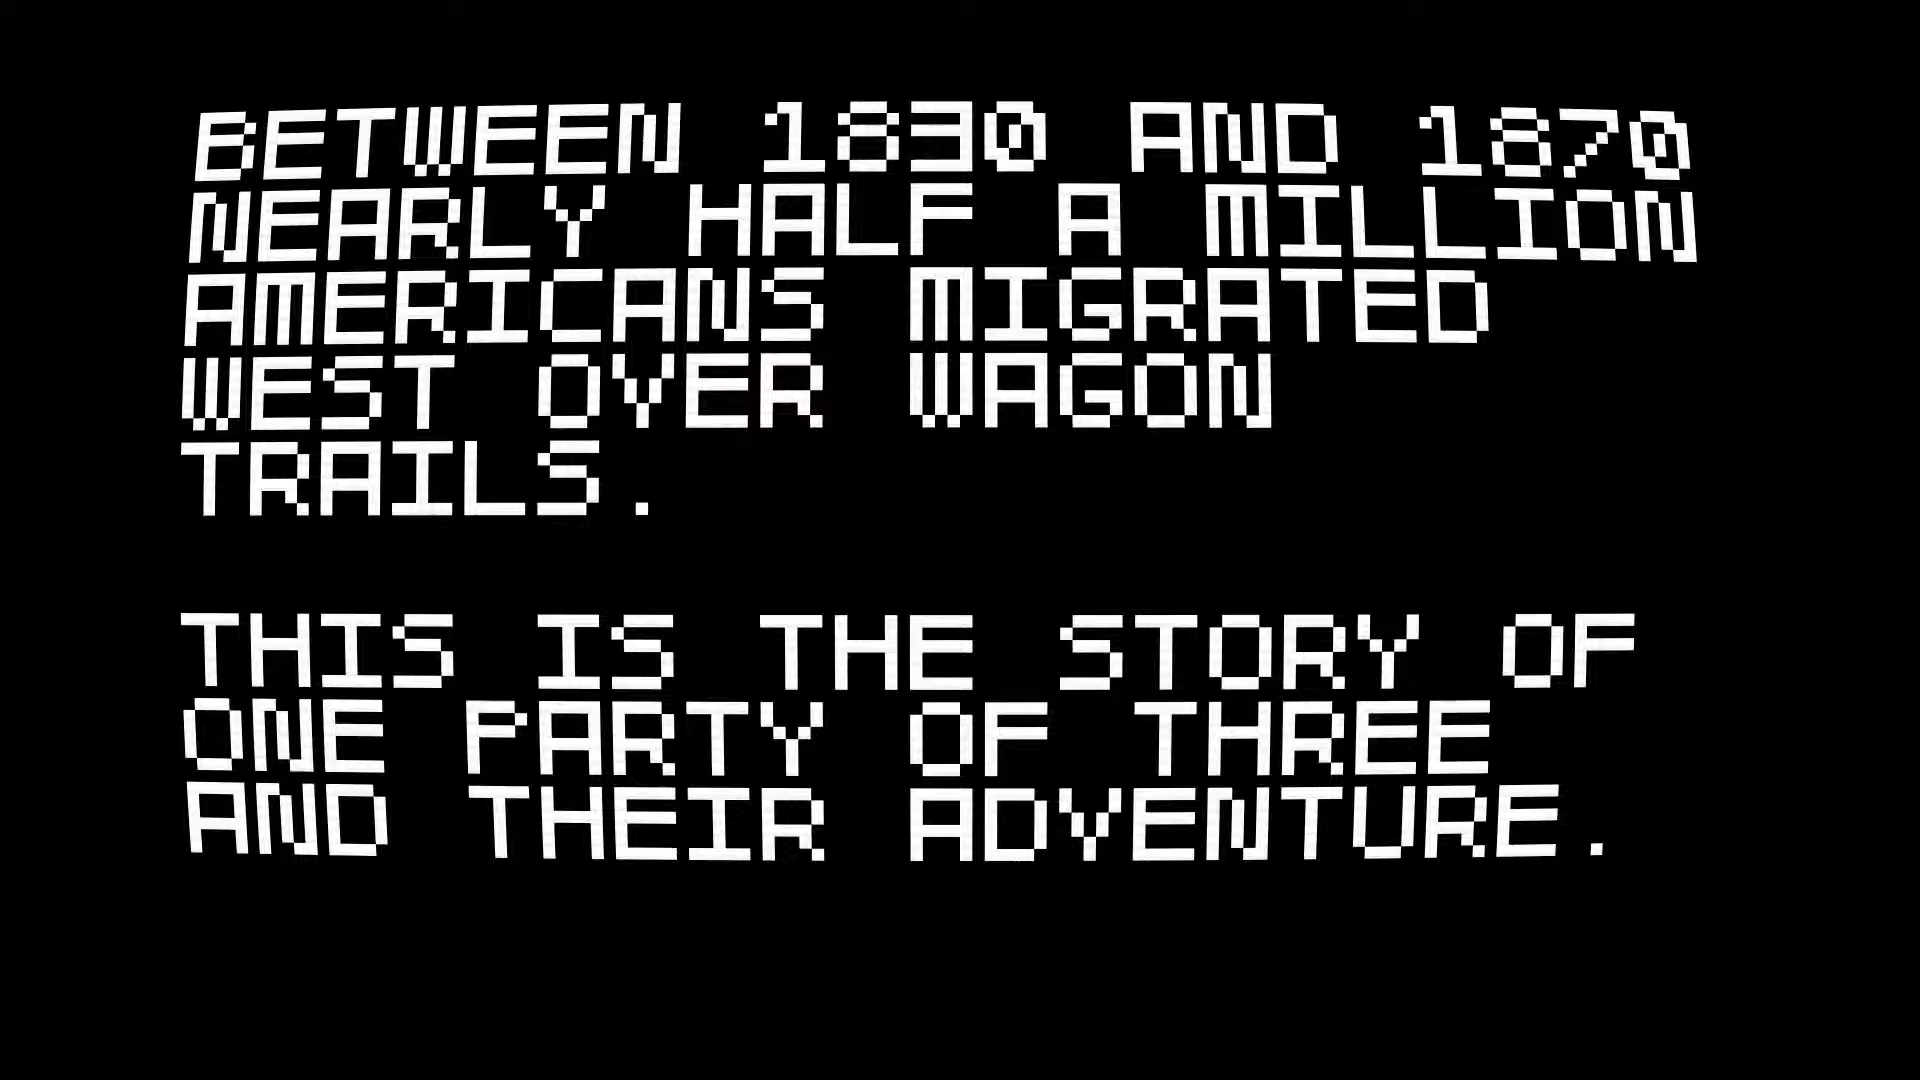 BETWEEN 1830 AND 1870
NEARLY HALF A MILLION
AMERICANS MIGRATED
WEST OVER WAGON
TRAILS.
THIS IS THE STORY OF
ONE PARTY OF THREE
AND THEIR ADVENTURE.